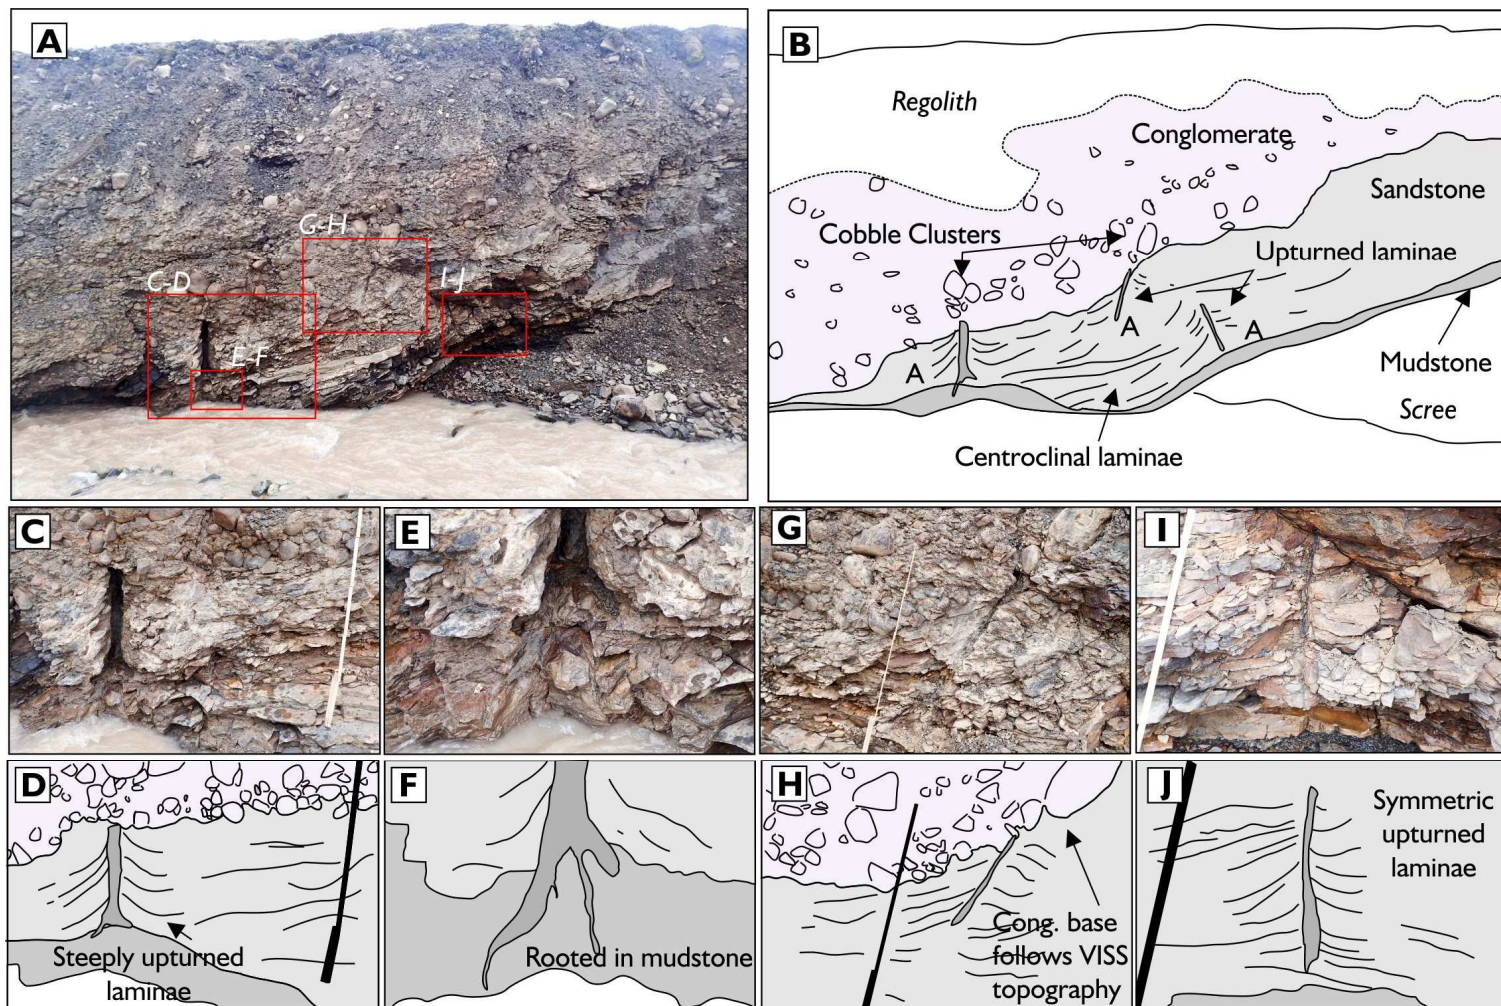 A
G-H
C-D
I-J
E-F
B
Regolith
Conglomerate
Sandstone
Cobble Clusters
Upturned laminae
A
A
A
Mudstone
Scree
Centroclinal laminae
C
E
G
I
D
Steeply upturned
laminae
F
Rooted in mudstone
H
Cong. base
follows VISS
topography
J
Symmetric
upturned
laminae